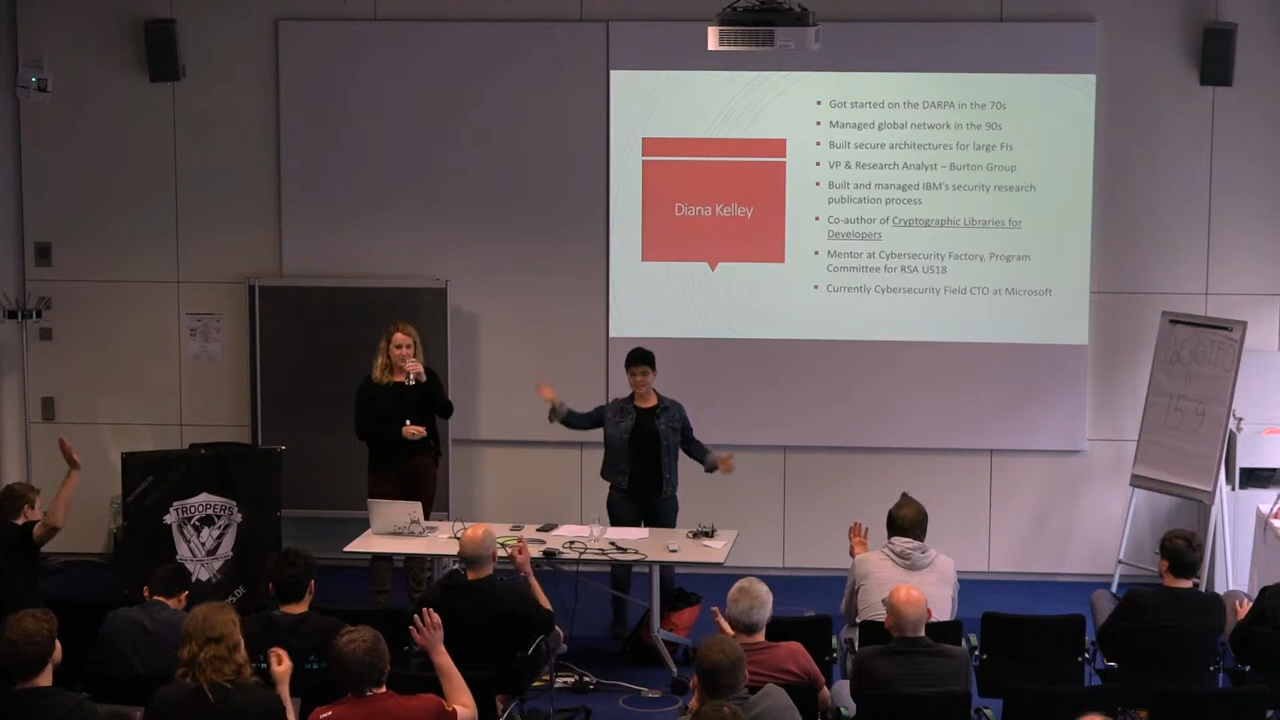 Got started on the DARPA in the 70s
Managed global network in the 90s
Built secure architectures for large FIs
VP & Research Analyst – Burton Group
Built and managed IBM's security research
publication process
Co-author of Cryptographic Libraries for
Developers
Mentor at Cybersecurity Factory, Program
Committee for RSA US18
Currently Cybersecurity Field CTO at Microsoft
Diana Kelley
TROOPERS
159